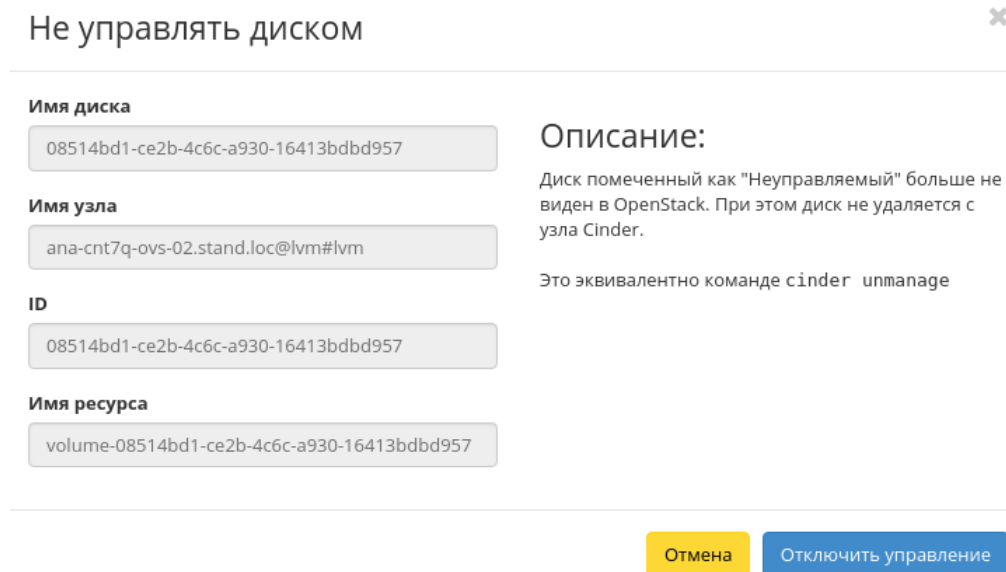 Не управлять диском
Имя диска
08514bd1-ce2b-4c6c-a930-16413bdbd957
Имя узла
ana-cnt7q-ovs-02.stand.loc@lvm#lvm
ID
08514bd1-ce2b-4c6c-a930-16413bdbd957
Имя ресурса
volume-08514bd1-ce2b-4c6c-a930-16413bdbd957
Описание:
Диск помеченный как "Неуправляемый" больше не
виден в OpenStack. При этом диск не удаляется с
узла Cinder.
Это эквивалентно команде cinder unmanage
Отмена
Отключить управление